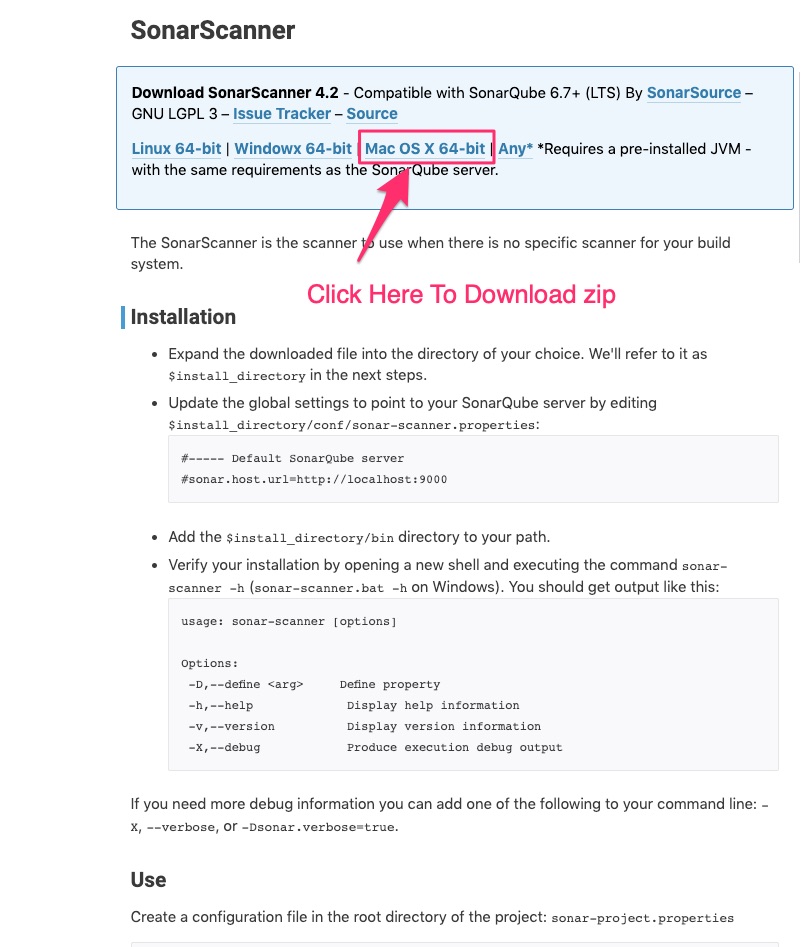 SonarScanner
Download SonarScanner 4.2 - Compatible with SonarQube 6.7+ (LTS) By SonarSource –
GNU LGPL 3 – Issue Tracker – Source
Linux 64-bit | Windowx 64-bit | Mac OS X 64-bit | Any* *Requires a pre-installed JVM -
with the same requirements as the SonarQube server.
The SonarScanner is the scanner to use when there is no specific scanner for your build
system.
Click Here To Download zip
Installation
• Expand the downloaded file into the directory of your choice. We'll refer to it as
$install_directory in the next steps.
• Update the global settings to point to your SonarQube server by editing
$install_directory/conf/sonar-scanner.properties:
#----- Default SonarQube server
#sonar.host.url=http://localhost:9000
• Add the $install_directory/bin directory to your path.
• Verify your installation by opening a new shell and executing the command sonar-
scanner -h (sonar-scanner.bat -h on Windows). You should get output like this:
usage: sonar-scanner [options]
Options:
-D,--define <arg> Define property
-h,--help Display help information
-v,--version Display version information
-X,--debug Produce execution debug output
If you need more debug information you can add one of the following to your command line: -
X, --verbose, or -Dsonar.verbose=true.
Use
Create a configuration file in the root directory of the project: sonar-project.properties